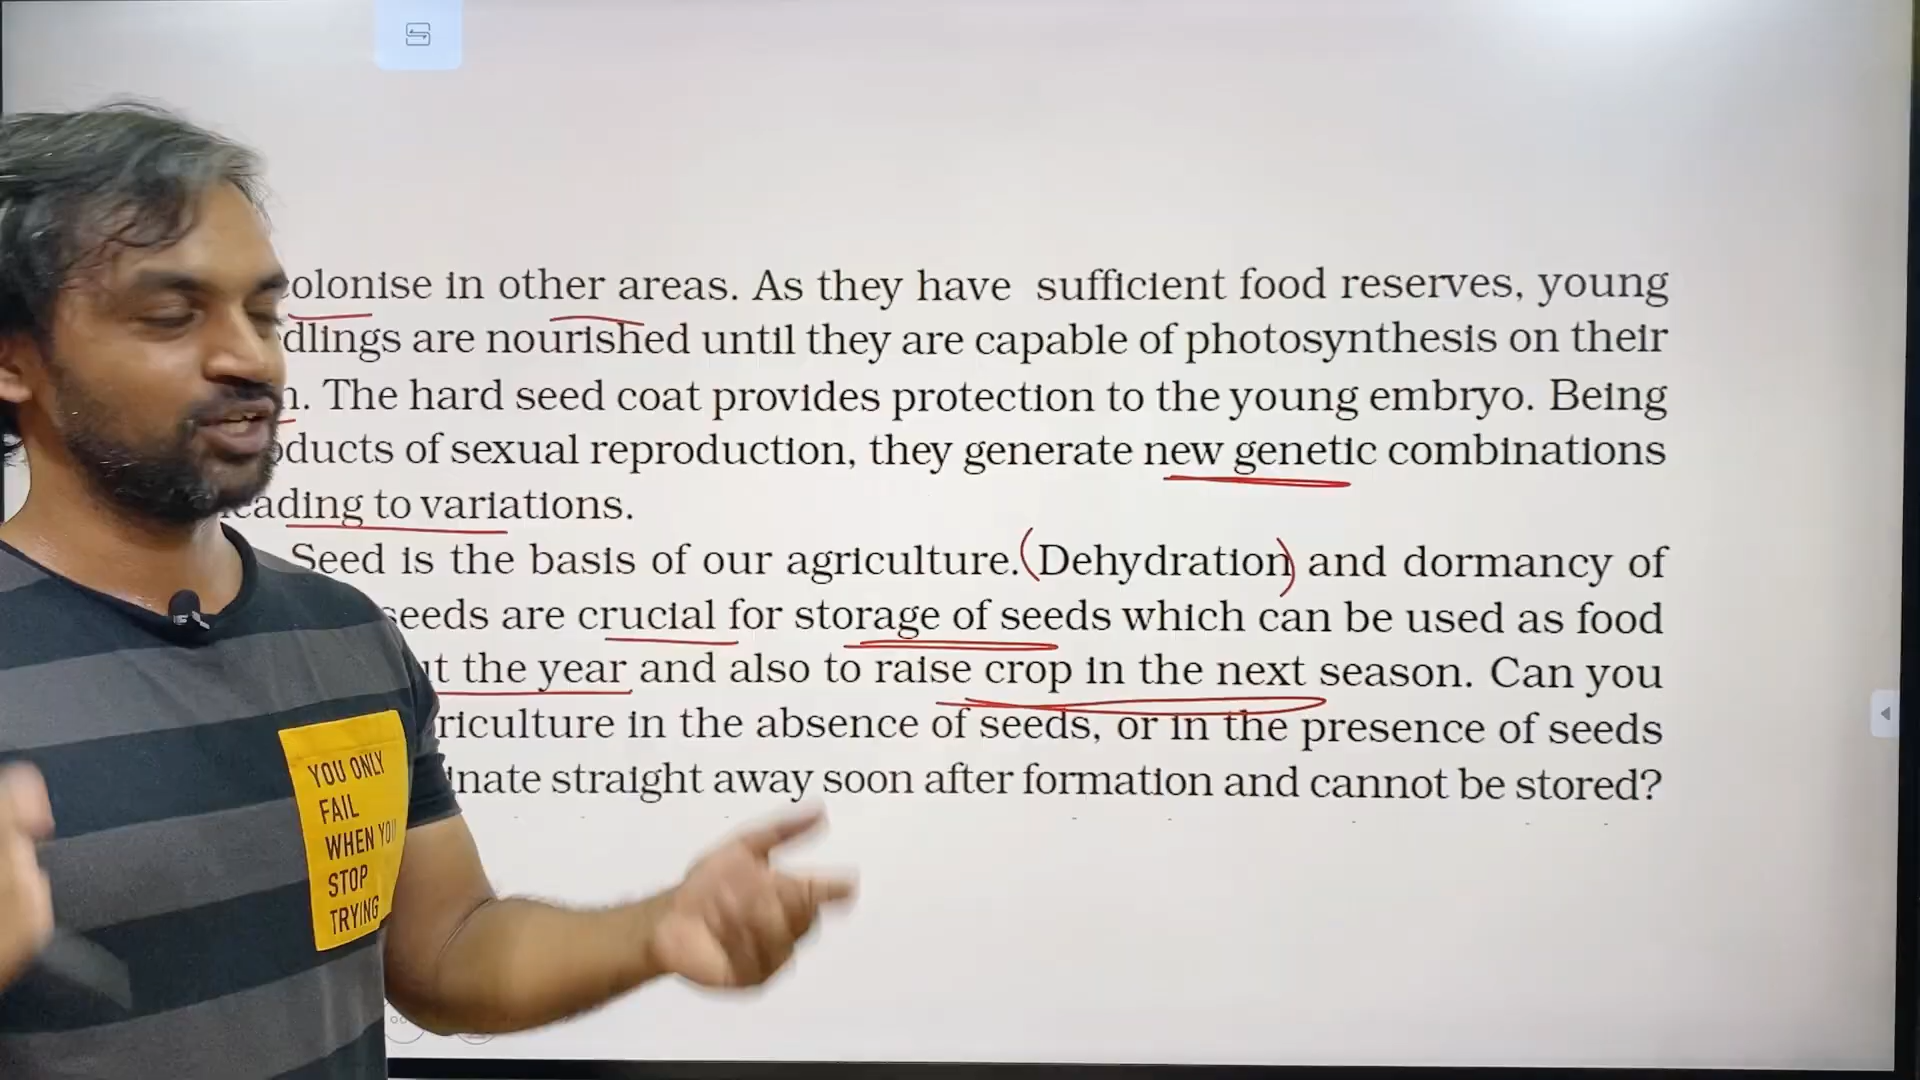 olonise in other areas. As they have sufficient food reserves, young
dlings are nourished until they are capable of photosynthesis on their
n. The hard seed coat provides protection to the young embryo. Being
ducts of sexual reproduction, they generate new genetic combinations
eading to variations.
Seed is the basis of our agriculture. (Dehydration) and dormancy of
seeds are crucial for storage of seeds which can be used as food
t the year and also to raise crop in the next season. Can you
riculture in the absence of seeds, or in the presence of seeds
nate straight away soon after formation and cannot be stored?
YOU ONLY
FAIL
WHEN YOU
STOP
TRYING